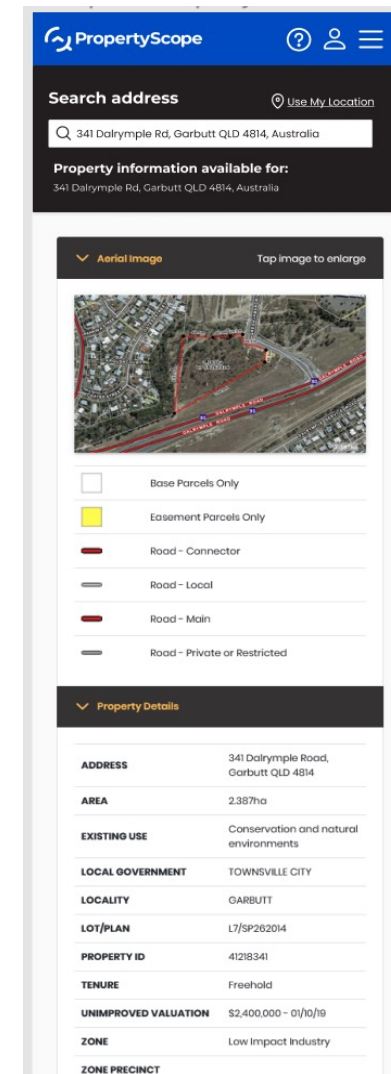 PropertyScope
Search address
Use My Location
341 Dalrymple Rd, Garbutt QLD 4814, Australia
Property information available for:
341 Dalrymple Rd, Garbutt QLD 4814, Australia
Aerial Image
Tap image to enlarge
DALRYMPLE ROAD
DALRYMPLE ROAD
Base Parcels Only
Easement Parcels Only
Road - Connector
Road - Local
Road - Main
Road - Private or Restricted
Property Details
ADDRESS
341 Dalrymple Road,
Garbutt QLD 4814
AREA
2.387ha
EXISTING USE
Conservation and natural
environments
LOCAL GOVERNMENT
TOWNSVILLE CITY
LOCALITY
GARBUTT
LOT/PLAN
L7/SP262014
PROPERTY ID
41218341
TENURE
Freehold
UNIMPROVED VALUATION
$2,400,000 - 01/10/19
ZONE
Low Impact Industry
ZONE PRECINCT